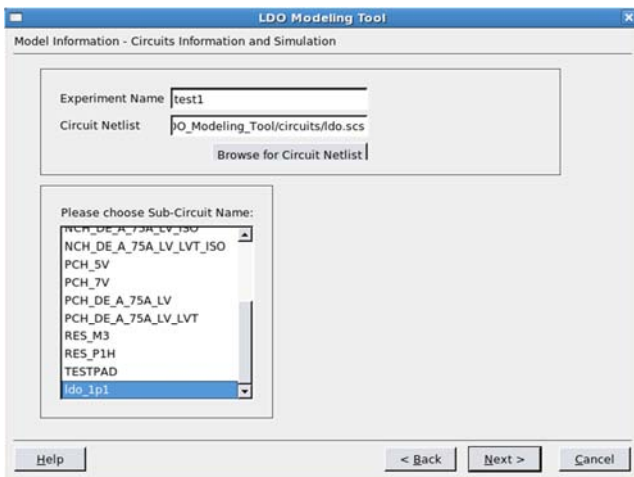 LDO Modeling Tool
Model Information - Circuits Information and Simulation
Experiment Name test1
Circuit Netlist DO_Modeling_Tool/circuits/ldo.scs
Browse for Circuit Netlist
Please choose Sub-Circuit Name:
NCH_DE_A_75A_LV_ISO
NCH_DE_A_75A_LV_LVT_ISO
PCH_5V
PCH_7V
PCH_DE_A_75A_LV
PCH_DE_A_75A_LV_LVT
RES_M3
RES_P1H
TESTPAD
ldo_1p1
Help
< Back
Next >
Cancel